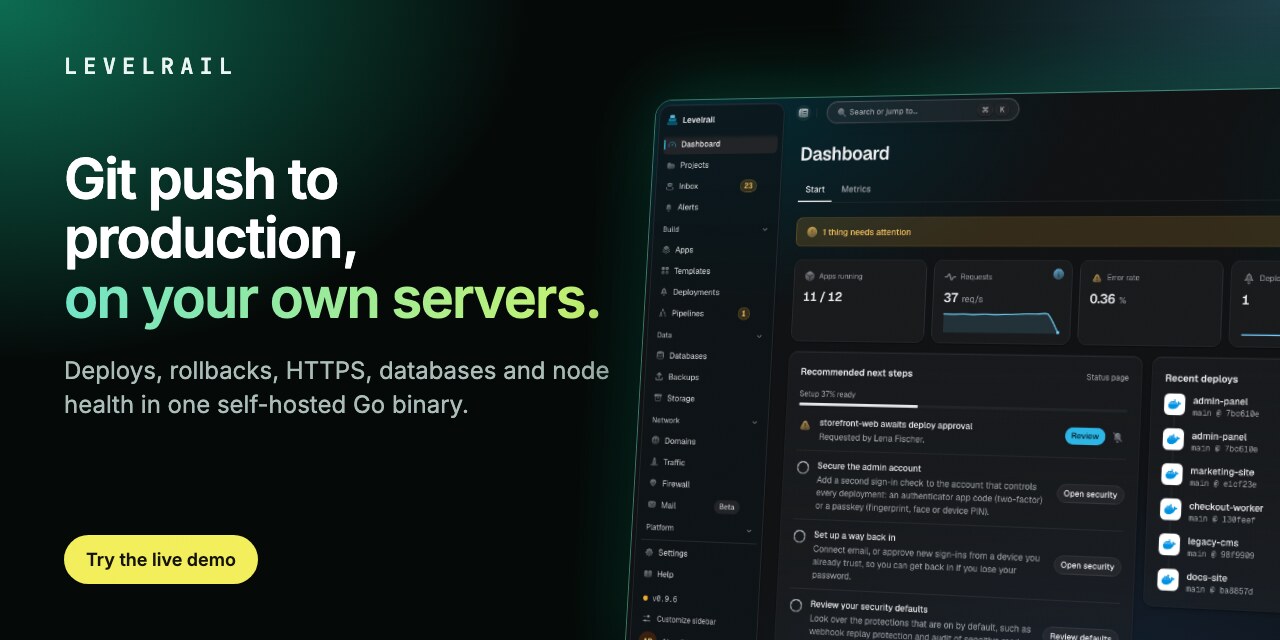 LEVELRAIL
Git push to
production,
on your own servers.
Deploys, rollbacks, HTTPS, databases and node
health in one self-hosted Go binary.
Try the live demo
Levelrail
Dashboard
Projects
Inbox 23
Alerts
Build
Apps
Templates
Deployments
Pipelines 1
Data
Databases
Backups
Storage
Network
Domains
Traffic
Firewall
Mail Beta
Platform
Settings
Help
v0.9.6
Customize sidebar
Search or jump to... ⌘ K
Dashboard
Start Metrics
1 thing needs attention
Apps running
11 / 12
Requests
37 req/s
Error rate
0.36 %
1
Recommended next steps Status page
Setup 37% ready
storefront-web awaits deploy approval
Requested by Lena Fischer.
Review
Secure the admin account
Add a second sign-in check to the account that controls
every deployment: an authenticator app code (two-factor)
or a passkey (fingerprint, face or device PIN).
Open security
Set up a way back in
Connect email, or approve new sign-ins from a device you
already trust, so you can get back in if you lose your
password.
Open security
Review your security defaults
Look over the protections that are on by default, such as
webhook replay protection and audit of
Review defaults
Recent deploys
admin-panel
main @ 7bc610e
admin-panel
main @ 7bc610e
marketing-site
main @ e1cf23e
checkout-worker
main @ 130feef
legacy-cms
main @ 98f9909
docs-site
main @ ba8857d